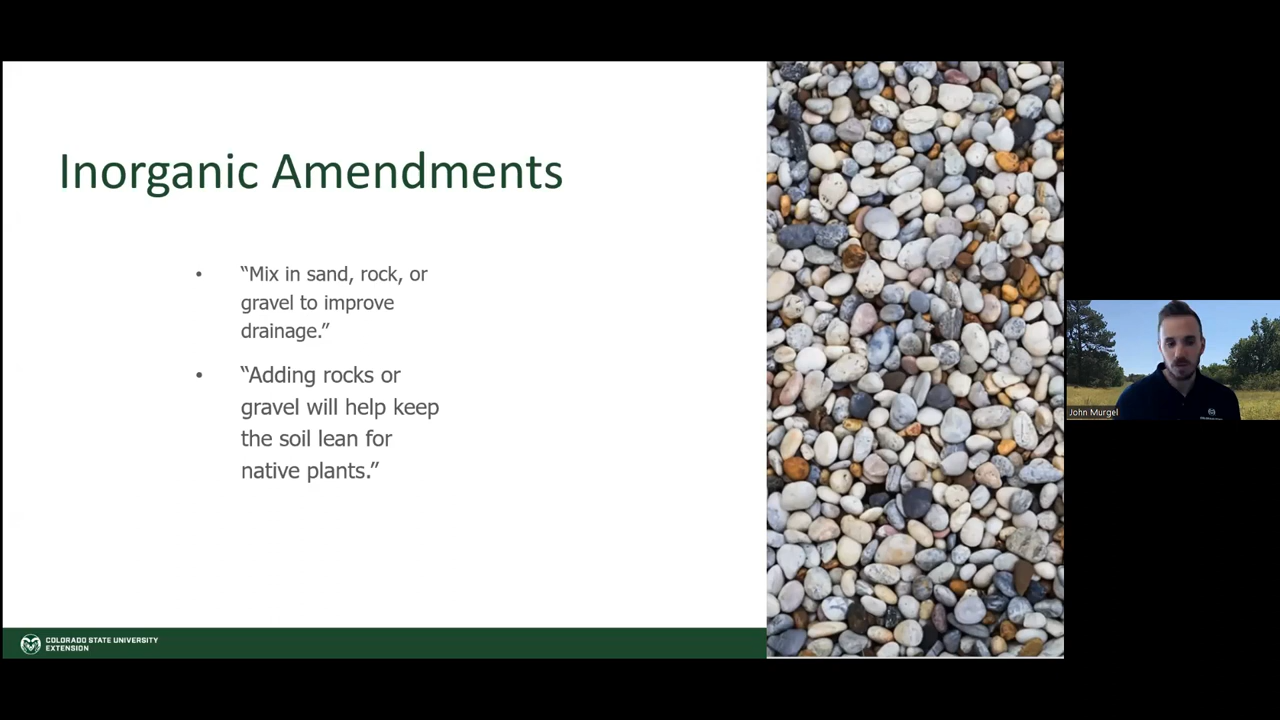 Inorganic Amendments
• “Mix in sand, rock, or
gravel to improve
drainage.”
• “Adding rocks or
gravel will help keep
the soil lean for
native plants.”
COLORADO STATE UNIVERSITY
EXTENSION
John Murgel